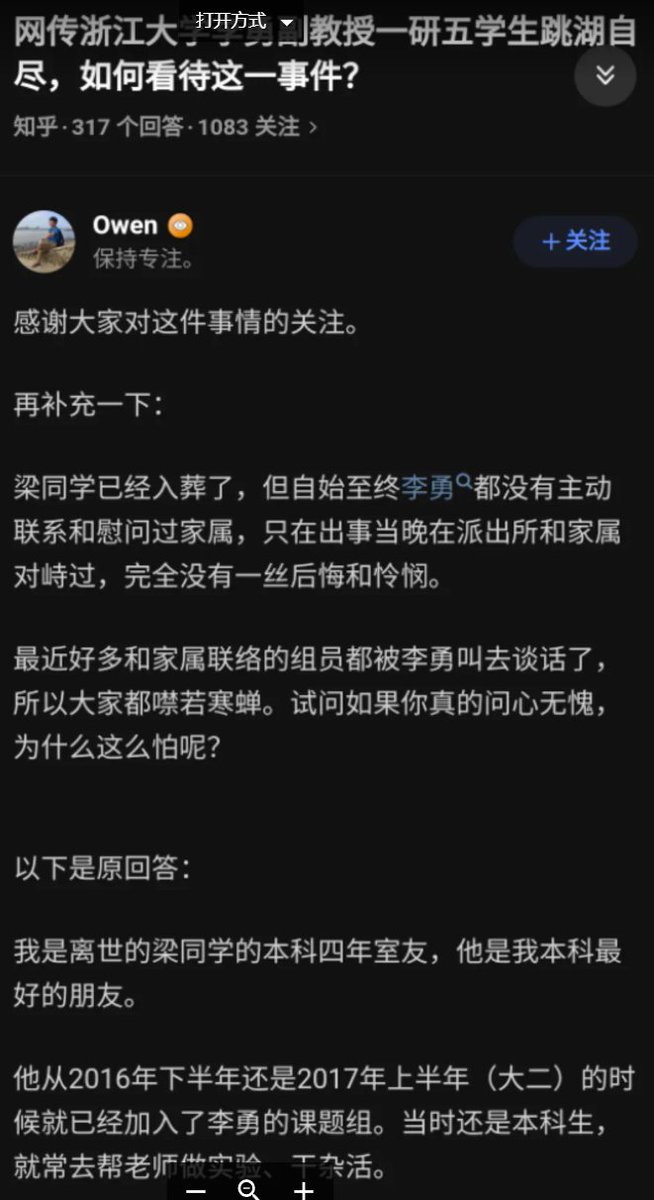 打开方式
网传浙江大学李勇副教授一研五学生跳湖自
尽，如何看待这一事件？
知乎·317 个回答·1083 关注 >
Owen
+关注
保持专注。
感谢大家对这件事情的关注。
再补充一下：
梁同学已经入葬了，但自始至终李勇都没有主动
联系和慰问过家属，只在出事当晚在派出所和家属
对峙过，完全没有一丝后悔和怜悯。
最近好多和家属联络的组员都被李勇叫去谈话了，
所以大家都噤若寒蝉。试问如果你真的问心无愧，
为什么这么怕呢？
以下是原回答：
我是离世的梁同学的本科四年室友，他是我本科最
好的朋友。
他从2016年下半年还是2017年上半年（大二）的时
候就已经加入了李勇的课题组。当时还是本科生，
就常去帮老师做实验、干杂活。